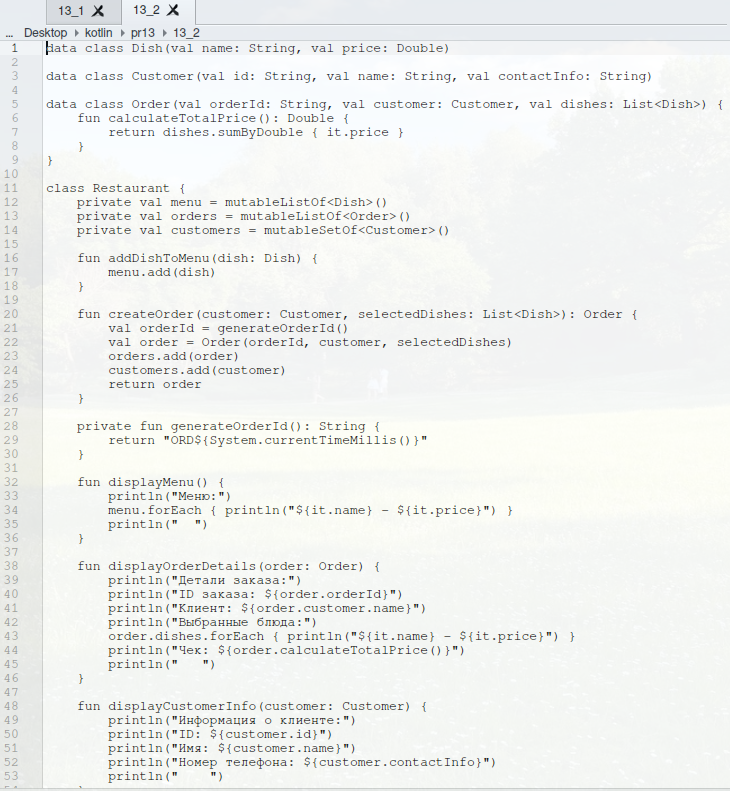 13_1 13_2
... Desktop kotlin pr13 13_2
1 data class Dish(val name: String, val price: Double)
2
3 data class Customer(val id: String, val name: String, val contactInfo: String)
4
5 data class Order(val orderId: String, val customer: Customer, val dishes: List<Dish>) {
6     fun calculateTotalPrice(): Double {
7         return dishes.sumByDouble { it.price }
8     }
9 }
10
11 class Restaurant {
12     private val menu = mutableListOf<Dish>()
13     private val orders = mutableListOf<Order>()
14     private val customers = mutableSetOf<Customer>()
15
16     fun addDishToMenu(dish: Dish) {
17         menu.add(dish)
18     }
19
20     fun createOrder(customer: Customer, selectedDishes: List<Dish>): Order {
21         val orderId = generateOrderId()
22         val order = Order(orderId, customer, selectedDishes)
23         orders.add(order)
24         customers.add(customer)
25         return order
26     }
27
28     private fun generateOrderId(): String {
29         return "ORD${System.currentTimeMillis()}"
30     }
31
32     fun displayMenu() {
33         println("Меню:")
34         menu.forEach { println("${it.name} - ${it.price}") }
35         println("  ")
36     }
37
38     fun displayOrderDetails(order: Order) {
39         println("Детали заказа:")
40         println("ID заказа: ${order.orderId}")
41         println("Клиент: ${order.customer.name}")
42         println("Выбранные блюда:")
43         order.dishes.forEach { println("${it.name} - ${it.price}") }
44         println("Чек: ${order.calculateTotalPrice()}")
45         println("   ")
46     }
47
48     fun displayCustomerInfo(customer: Customer) {
49         println("Информация о клиенте:")
50         println("ID: ${customer.id}")
51         println("Имя: ${customer.name}")
52         println("Номер телефона: ${customer.contactInfo}")
53         println("    ")